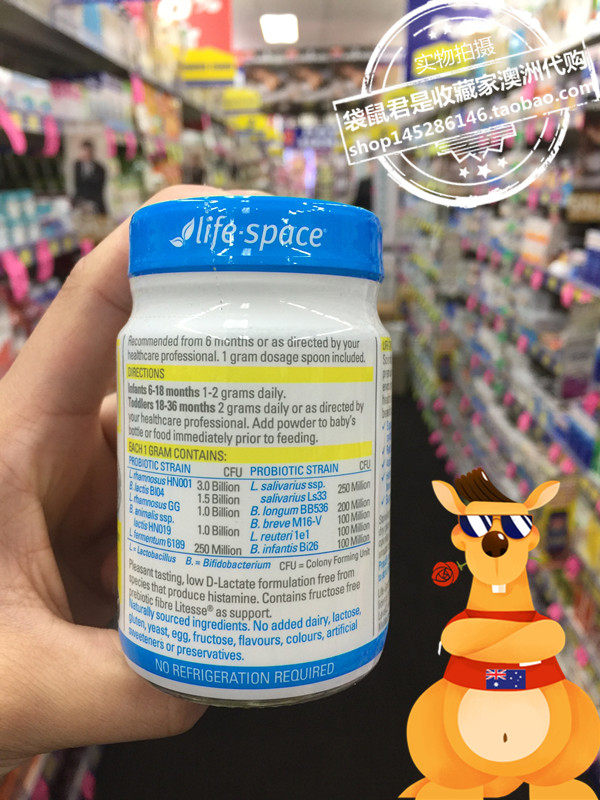 实物拍摄
袋鼠君是收藏家澳洲代购
shop145286146.taobao.com
life-space
Recommended from 6 months or as directed by your
healthcare professional. 1 gram dosage spoon included.
DIRECTIONS
Infants 6-18 months 1-2 grams daily.
Toddlers 18-36 months 2 grams daily or as directed by
your healthcare professional. Add powder to baby's
bottle or food immediately prior to feeding.
EACH 1 GRAM CONTAINS:
PROBIOTIC STRAIN CFU
L. rhamnosus HN001 3.0 Billion
B. lactis BI04 1.5 Billion
L. rhamnosus GG 1.0 Billion
B. animalis ssp.
lactis HN019 1.0 Billion
L. fermentum 6189 250 Million
PROBIOTIC STRAIN CFU
L. salivarius ssp.
salivarius Ls33 250 Million
B. longum BB536 200 Million
B. breve M16-V 100 Million
L. reuteri 1e1 100 Million
B. infantis Bi26 100 Million
L = Lactobacillus B. = Bifidobacterium CFU = Colony Forming Unit
Pleasant tasting, low D-Lactate formulation free from
species that produce histamine. Contains fructose free
prebiotic fibre Litesse® as support.
Naturally sourced ingredients. No added dairy, lactose,
gluten, yeast, egg, fructose, flavours, colours, artificial
sweeteners or preservatives.
NO REFRIGERATION REQUIRED